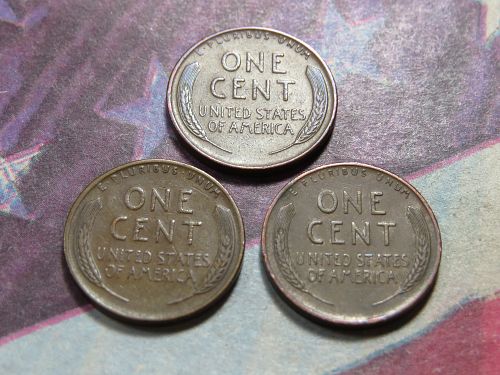 E·PLURIBUS·UNUM
ONE
CENT
UNITED STATES
OF AMERICA
E·PLURIBUS·UNUM
ONE
CENT
UNITED STATES
OF AMERICA
E·PLURIBUS·UNUM
ONE
CENT
UNITED STATES
OF AMERICA